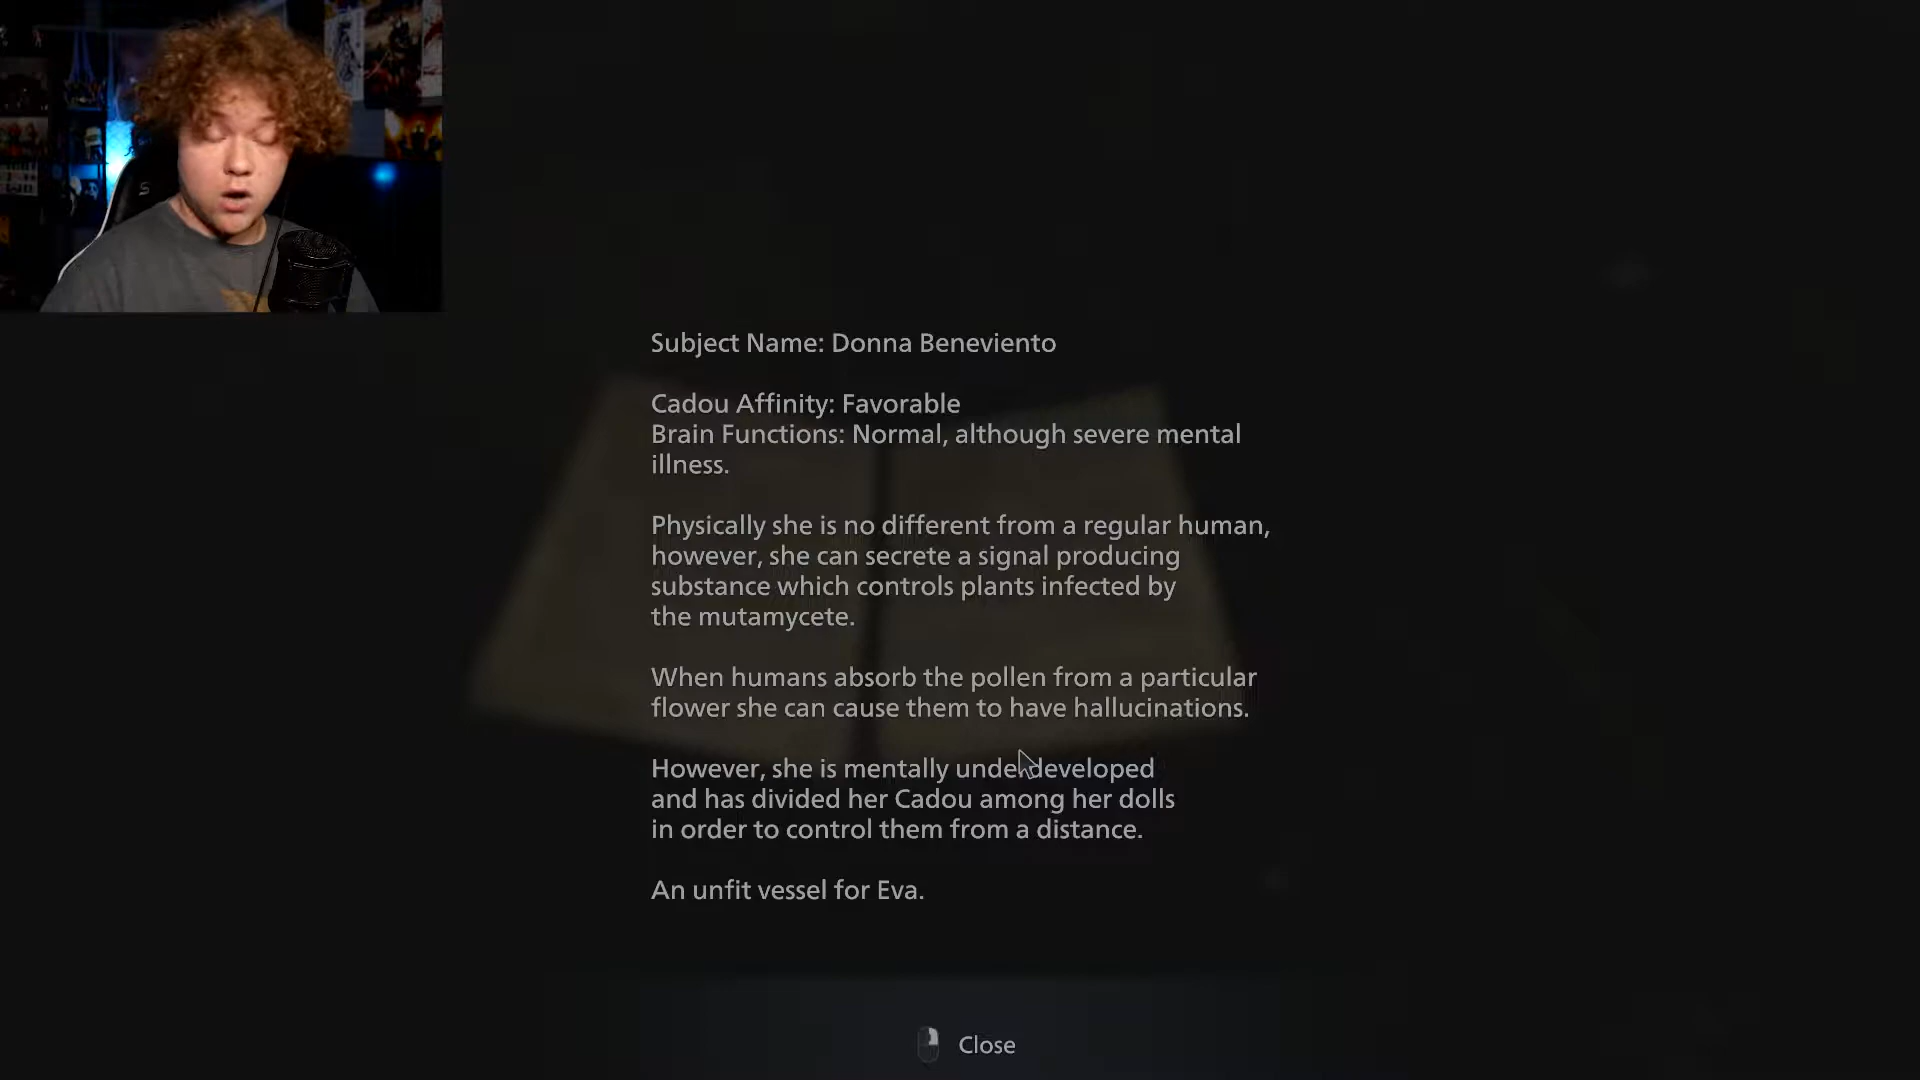 Subject Name: Donna Beneviento
Cadou Affinity: Favorable
Brain Functions: Normal, although severe mental
illness.
Physically she is no different from a regular human,
however, she can secrete a signal producing
substance which controls plants infected by
the mutamycete.
When humans absorb the pollen from a particular
flower she can cause them to have hallucinations.
However, she is mentally underdeveloped
and has divided her Cadou among her dolls
in order to control them from a distance.
An unfit vessel for Eva.
Close